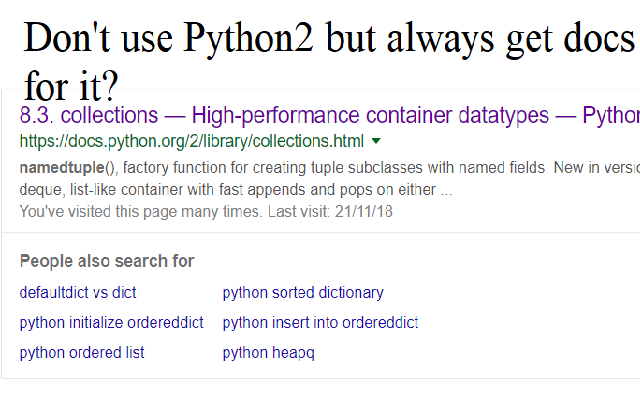 Don't use Python2 but always get docs
for it?
8.3. collections — High-performance container datatypes — Python
https://docs.python.org/2/library/collections.html
namedtuple(), factory function for creating tuple subclasses with named fields. New in versio
deque, list-like container with fast appends and pops on either ...
You've visited this page many times. Last visit: 21/11/18
People also search for
defaultdict vs dict
python sorted dictionary
python initialize ordereddict
python insert into ordereddict
python ordered list
python heapq